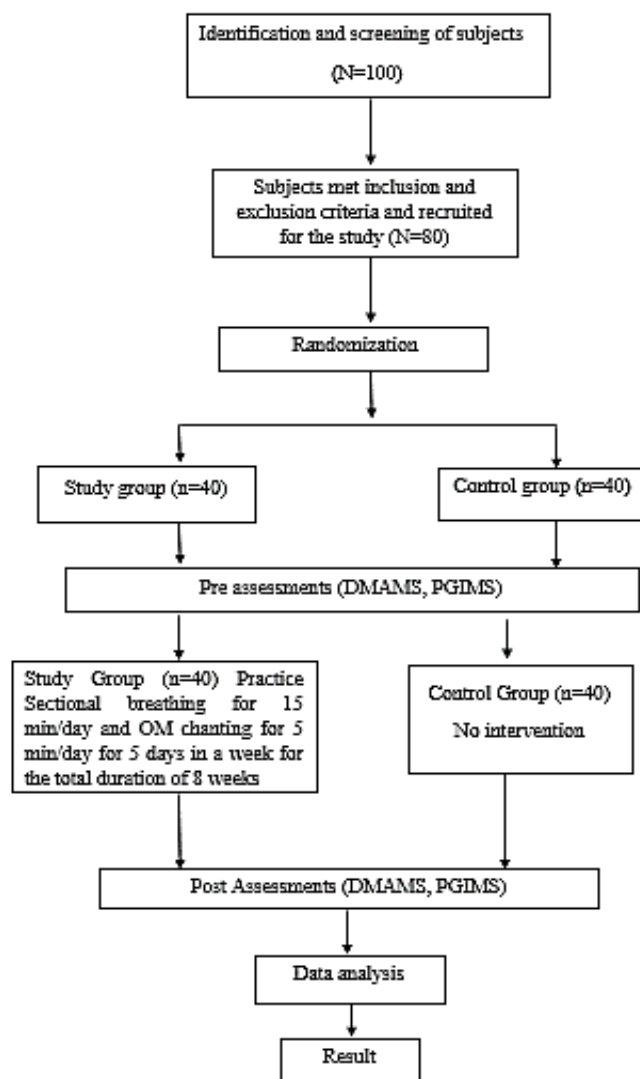 Identification and screening of subjects
(N=100)
Subjects met inclusion and
exclusion criteria and recruited
for the study (N=80)
Randomization
Study group (n=40)
Control group (n=40)
Pre assessments (DMAMS, PGIMS)
Study Group (n=40) Practice
Sectional breathing for 15
min/day and OM chanting for 5
min/day for 5 days in a week for
the total duration of 8 weeks
Control Group (n=40)
No intervention
Post Assessments (DMAMS, PGIMS)
Data analysis
Result